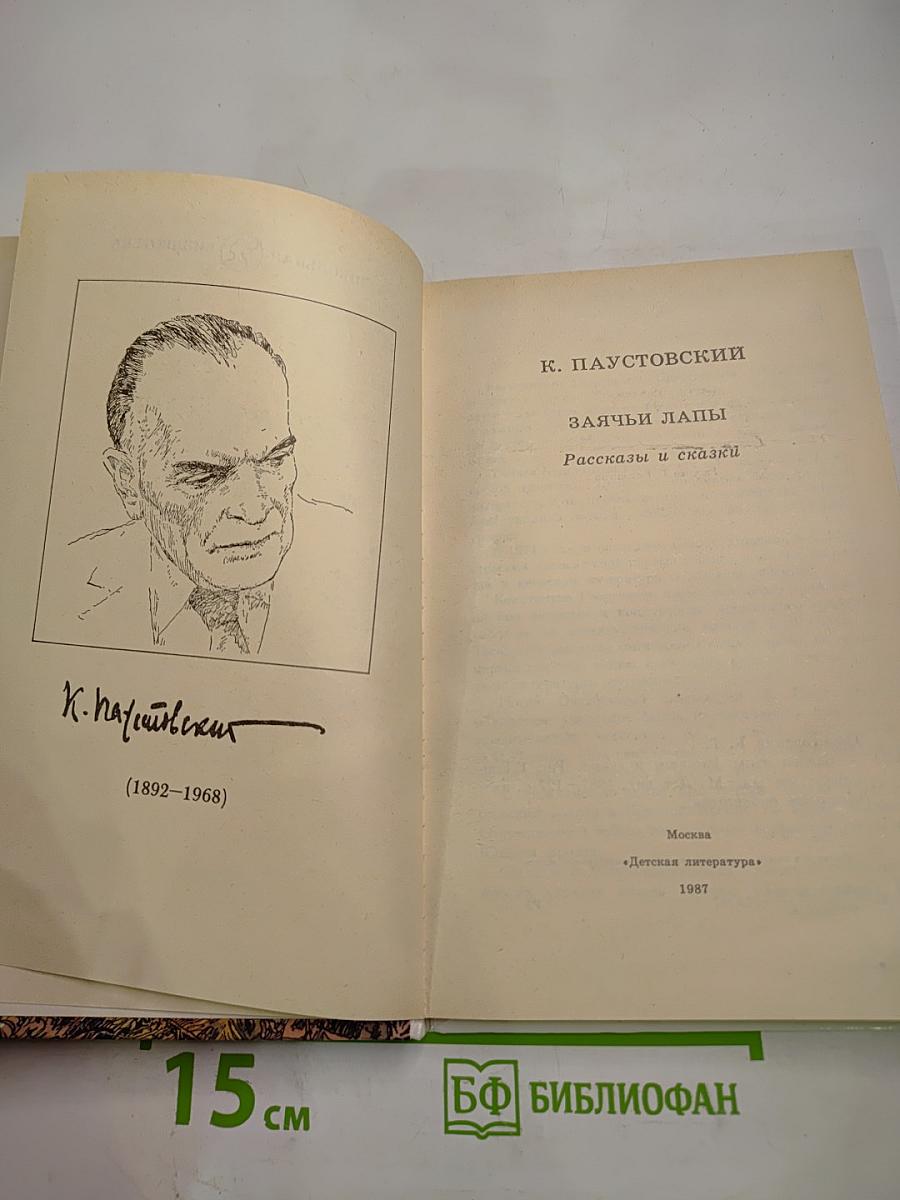 К. Паустовский
(1892—1968)
К. ПАУСТОВСКИЙ
ЗАЯЧЬИ ЛАПЫ
Рассказы и сказки
Москва
«Детская литература»
1987
15 см
БФ БИБЛИОФАН